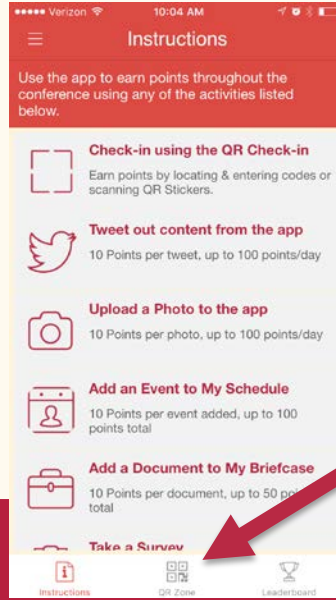 Verizon 10:04 AM
Instructions
Use the app to earn points throughout the
conference using any of the activities listed
below.
Check-in using the QR Check-in
Earn points by locating & entering codes or
scanning QR Stickers.
Tweet out content from the app
10 Points per tweet, up to 100 points/day
Upload a Photo to the app
10 Points per photo, up to 100 points/day
Add an Event to My Schedule
10 Points per event added, up to 100
points total
Add a Document to My Briefcase
10 Points per document, up to 50
total
Take a Survey
Instructions QR Zone Leaderboard